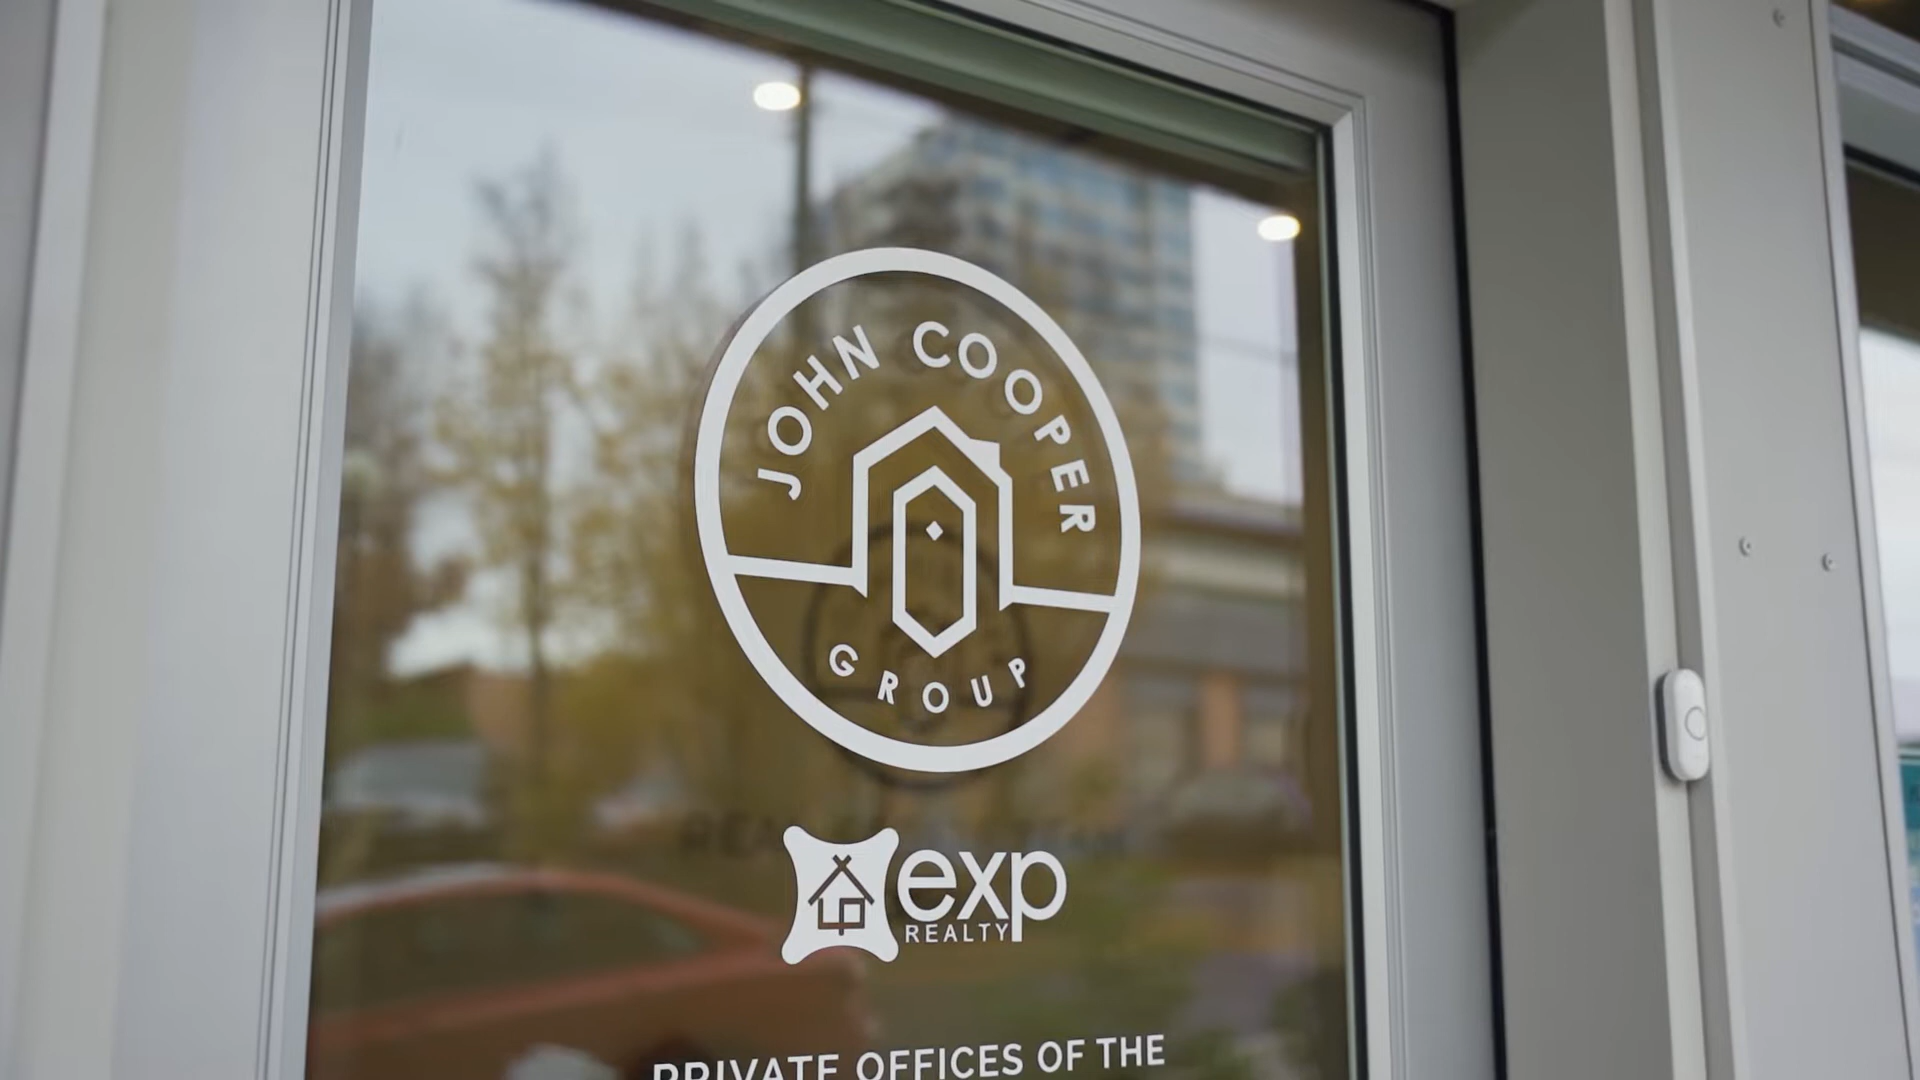 JOHN COOPER
GROUP
exp
REALTY
PRIVATE OFFICES OF THE